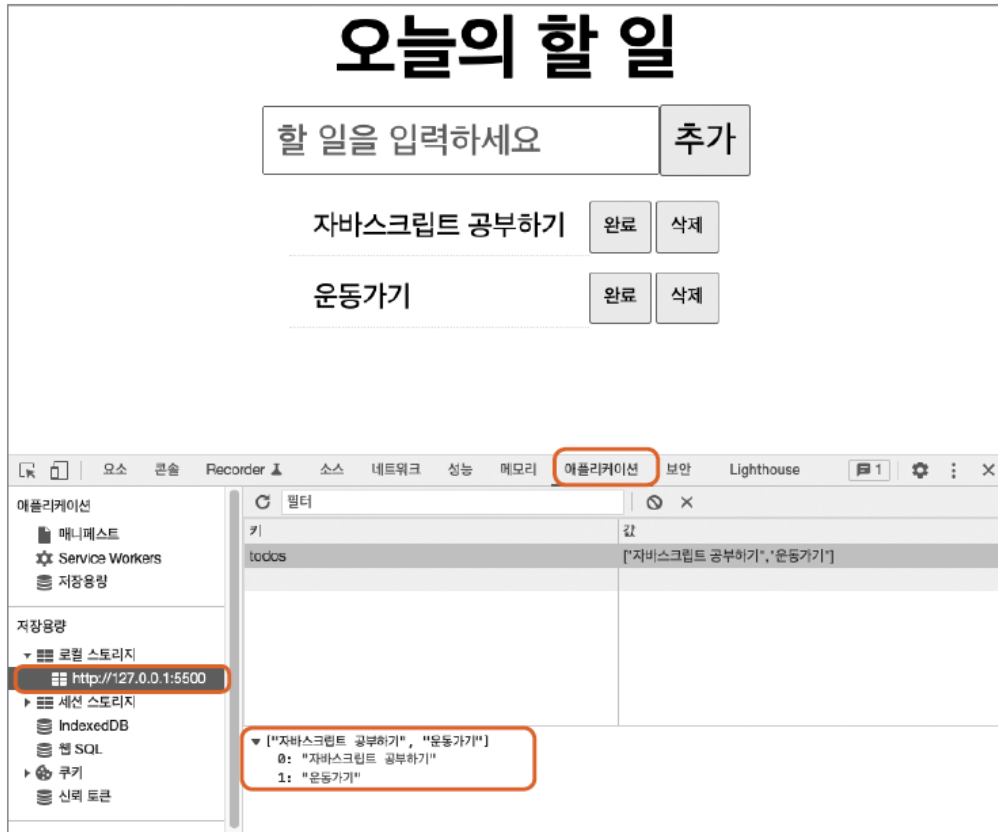 오늘의 할 일
할 일을 입력하세요 추가
자바스크립트 공부하기 완료 삭제
운동가기 완료 삭제
요소 콘솔 Recorder 소스 네트워크 성능 메모리 애플리케이션 보안 Lighthouse 1
애플리케이션
매니페스트
Service Workers
저장용량
저장용량
로컬 스토리지
http://127.0.0.1:5500
세션 스토리지
IndexedDB
웹 SQL
쿠키
신뢰 토큰
필터
키 값
todos ["자바스크립트 공부하기","운동가기"]
["자바스크립트 공부하기", "운동가기"]
0: "자바스크립트 공부하기"
1: "운동가기"